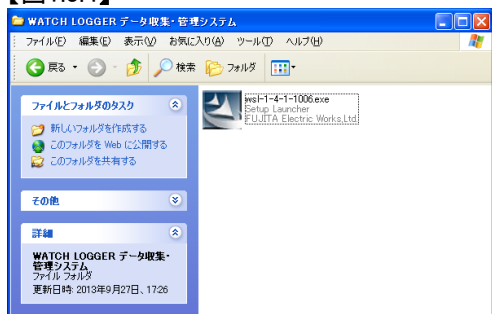 WATCH LOGGER データ収集・管理システム
ファイル(F) 編集(E) 表示(V) お気に入り(A) ツール(T) ヘルプ(H)
戻る 検索 フォルダ
ファイルとフォルダのタスク
新しいフォルダを作成する
このフォルダを Web に公開する
このフォルダを共有する
その他
詳細
WATCH LOGGER データ収集・
管理システム
ファイル フォルダ
更新日時: 2013年9月27日、17:26
wsl-1-4-1-1006.exe
Setup Launcher
FUJITA Electric Works,Ltd.